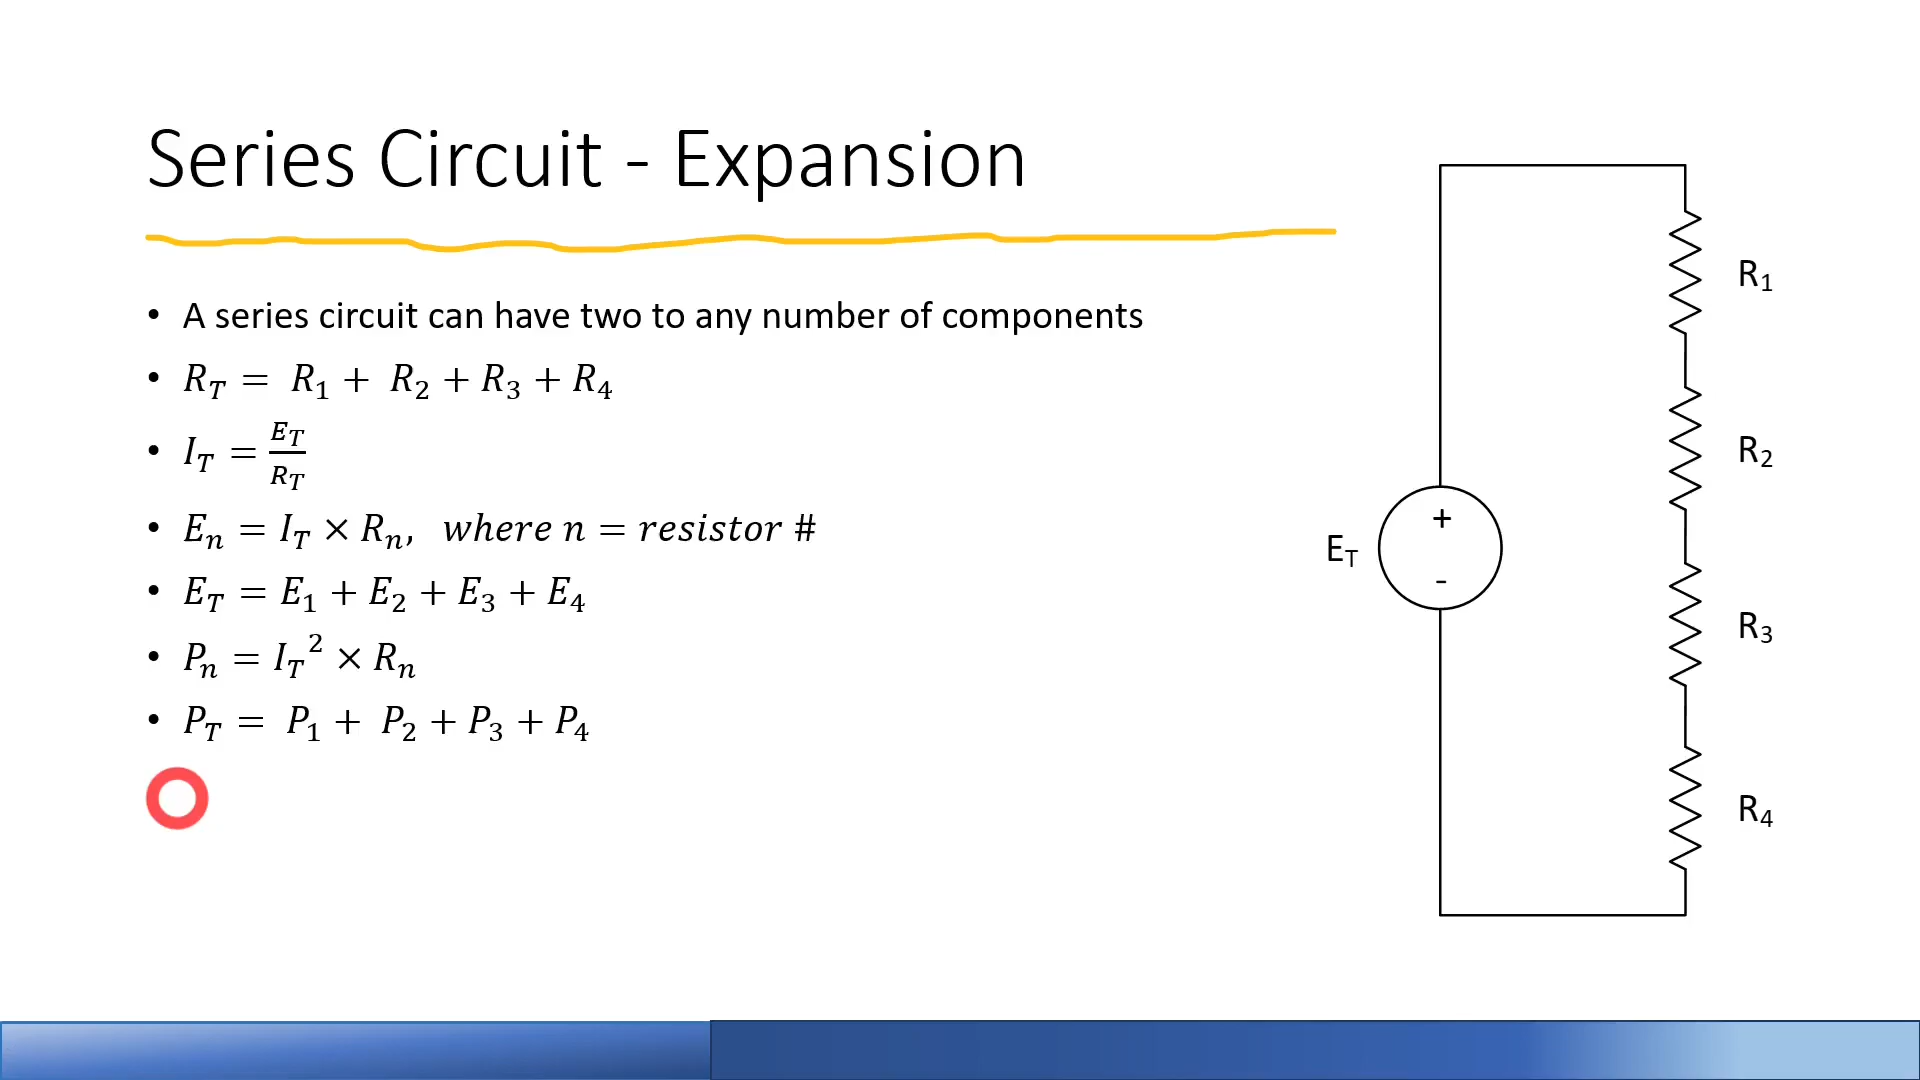 Series Circuit - Expansion
• A series circuit can have two to any number of components
• R_T = R_1 + R_2 + R_3 + R_4
• I_T = E_T / R_T
• E_n = I_T × R_n, where n = resistor #
• E_T = E_1 + E_2 + E_3 + E_4
• P_n = I_T^2 × R_n
• P_T = P_1 + P_2 + P_3 + P_4
R1
R2
+
E_T
-
R3
R4